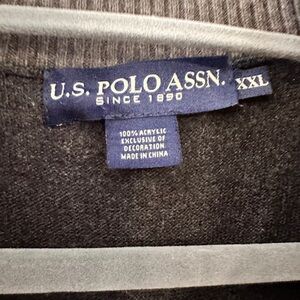 U.S. POLO ASSN. XXL
SINCE 1890
100% ACRYLIC
EXCLUSIVE OF
DECORATION
MADE IN CHINA